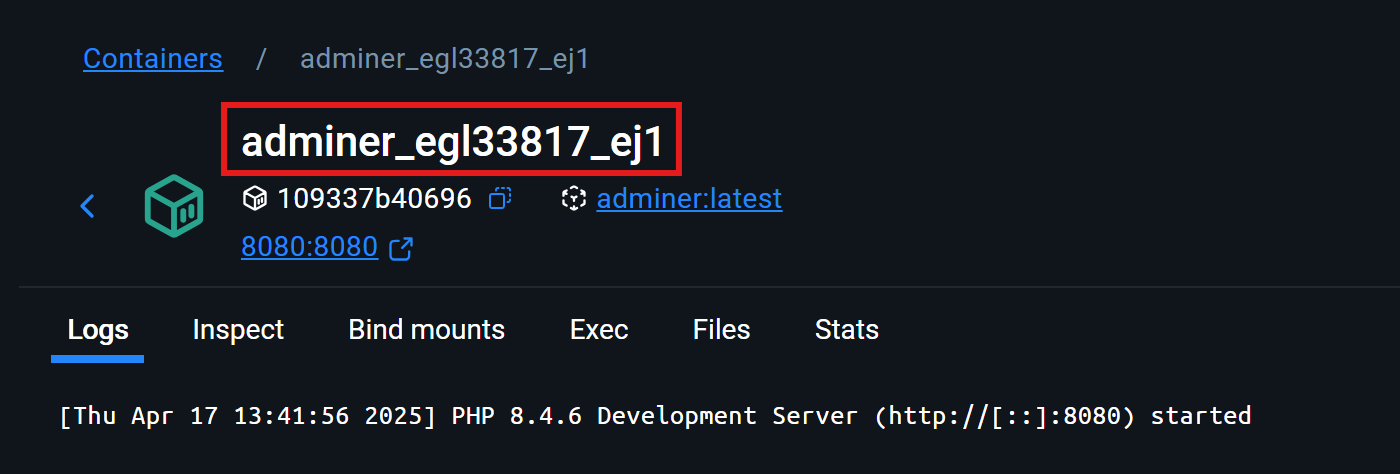 Containers / adminer_egl33817_ej1
adminer_egl33817_ej1
109337b40696 adminer:latest
8080:8080
Logs Inspect Bind mounts Exec Files Stats
[Thu Apr 17 13:41:56 2025] PHP 8.4.6 Development Server (http://[::]:8080) started